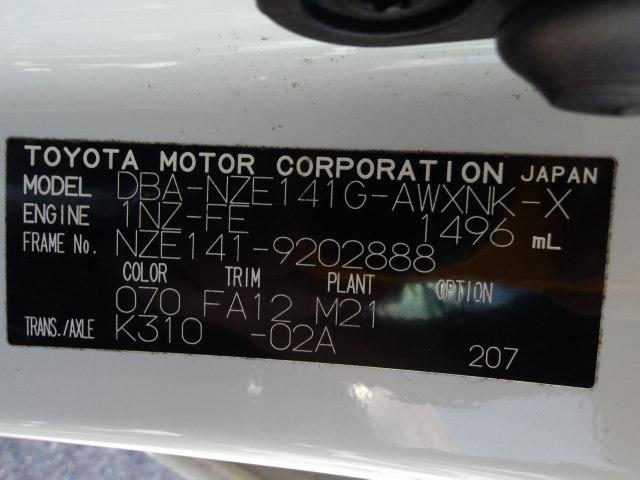 TOYOTA MOTOR CORPORATION JAPAN
MODEL DBA-NZE141G-AWXNK-X
ENGINE 1NZ-FE 1496 mL
FRAME No. NZE141-9202888
COLOR TRIM PLANT OPTION
070 FA12 M21
TRANS./AXLE K310 -02A
207